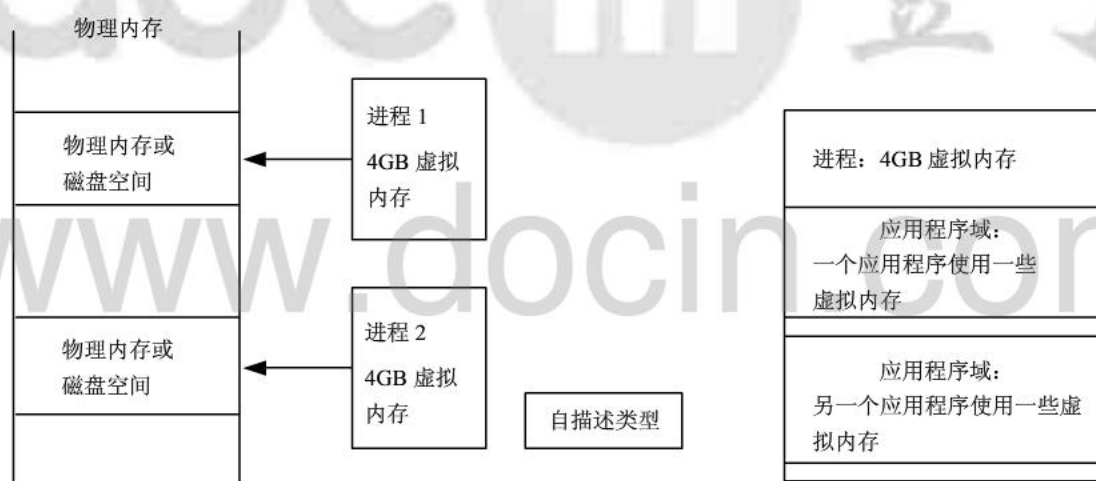 物理内存
物理内存或
磁盘空间
物理内存或
磁盘空间
进程 1
4GB 虚拟
内存
进程 2
4GB 虚拟
内存
自描述类型
进程：4GB 虚拟内存
应用程序域：
一个应用程序使用一些
虚拟内存
应用程序域：
另一个应用程序使用一些虚
拟内存
www.docin.co